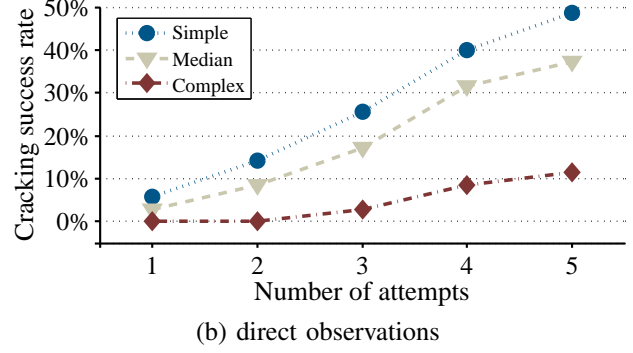 Cracking success rate
50%
40%
30%
20%
10%
0%
Simple
Median
Complex
1 2 3 4 5
Number of attempts
(b) direct observations